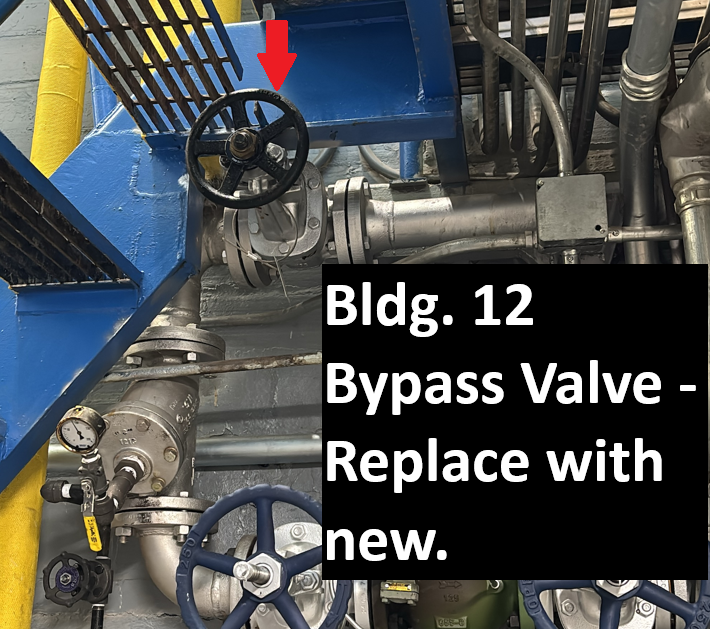 Bldg. 12
Bypass Valve -
Replace with
new.